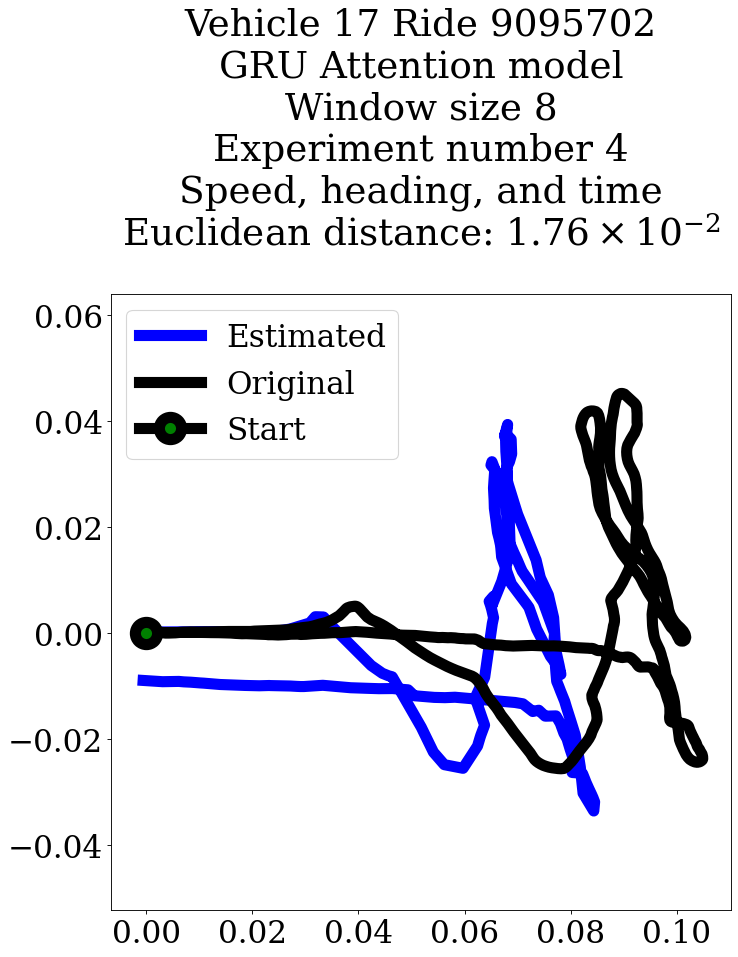 Vehicle 17 Ride 9095702
GRU Attention model
Window size 8
Experiment number 4
Speed, heading, and time
Euclidean distance: 1.76 × 10⁻²
0.06
0.04
0.02
0.00
−0.02
−0.04
Estimated
Original
Start
0.00 0.02 0.04 0.06 0.08 0.10